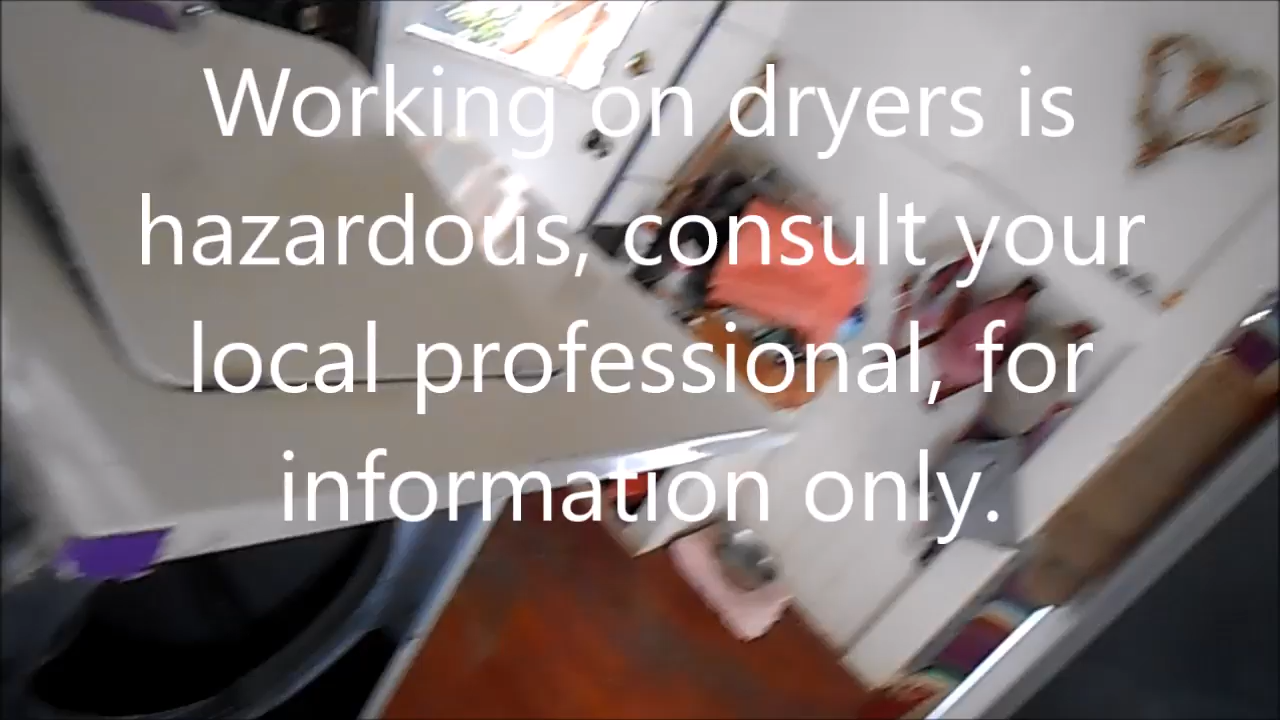 Working on dryers is
hazardous, consult your
local professional, for
information only.